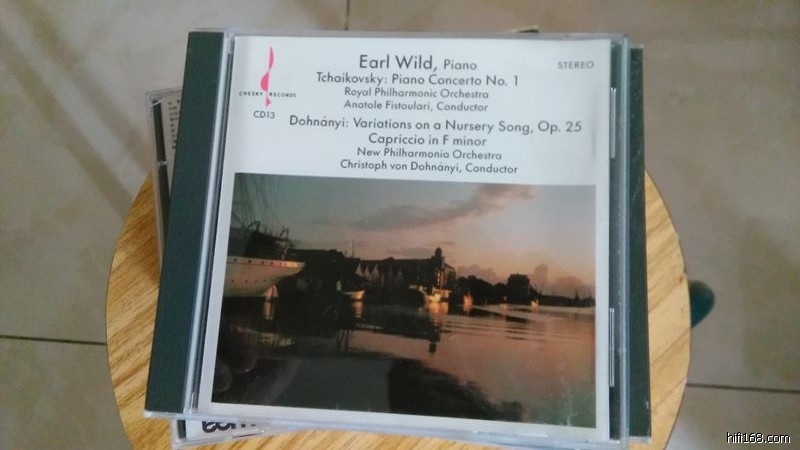 Earl Wild, Piano
STEREO
Tchaikovsky: Piano Concerto No. 1
Royal Philharmonic Orchestra
Anatole Fistoulari, Conductor
CHESKY RECORDS
CD13
Dohnányi: Variations on a Nursery Song, Op. 25
Capriccio in F minor
New Philharmonia Orchestra
Christoph von Dohnányi, Conductor
hifi168.com